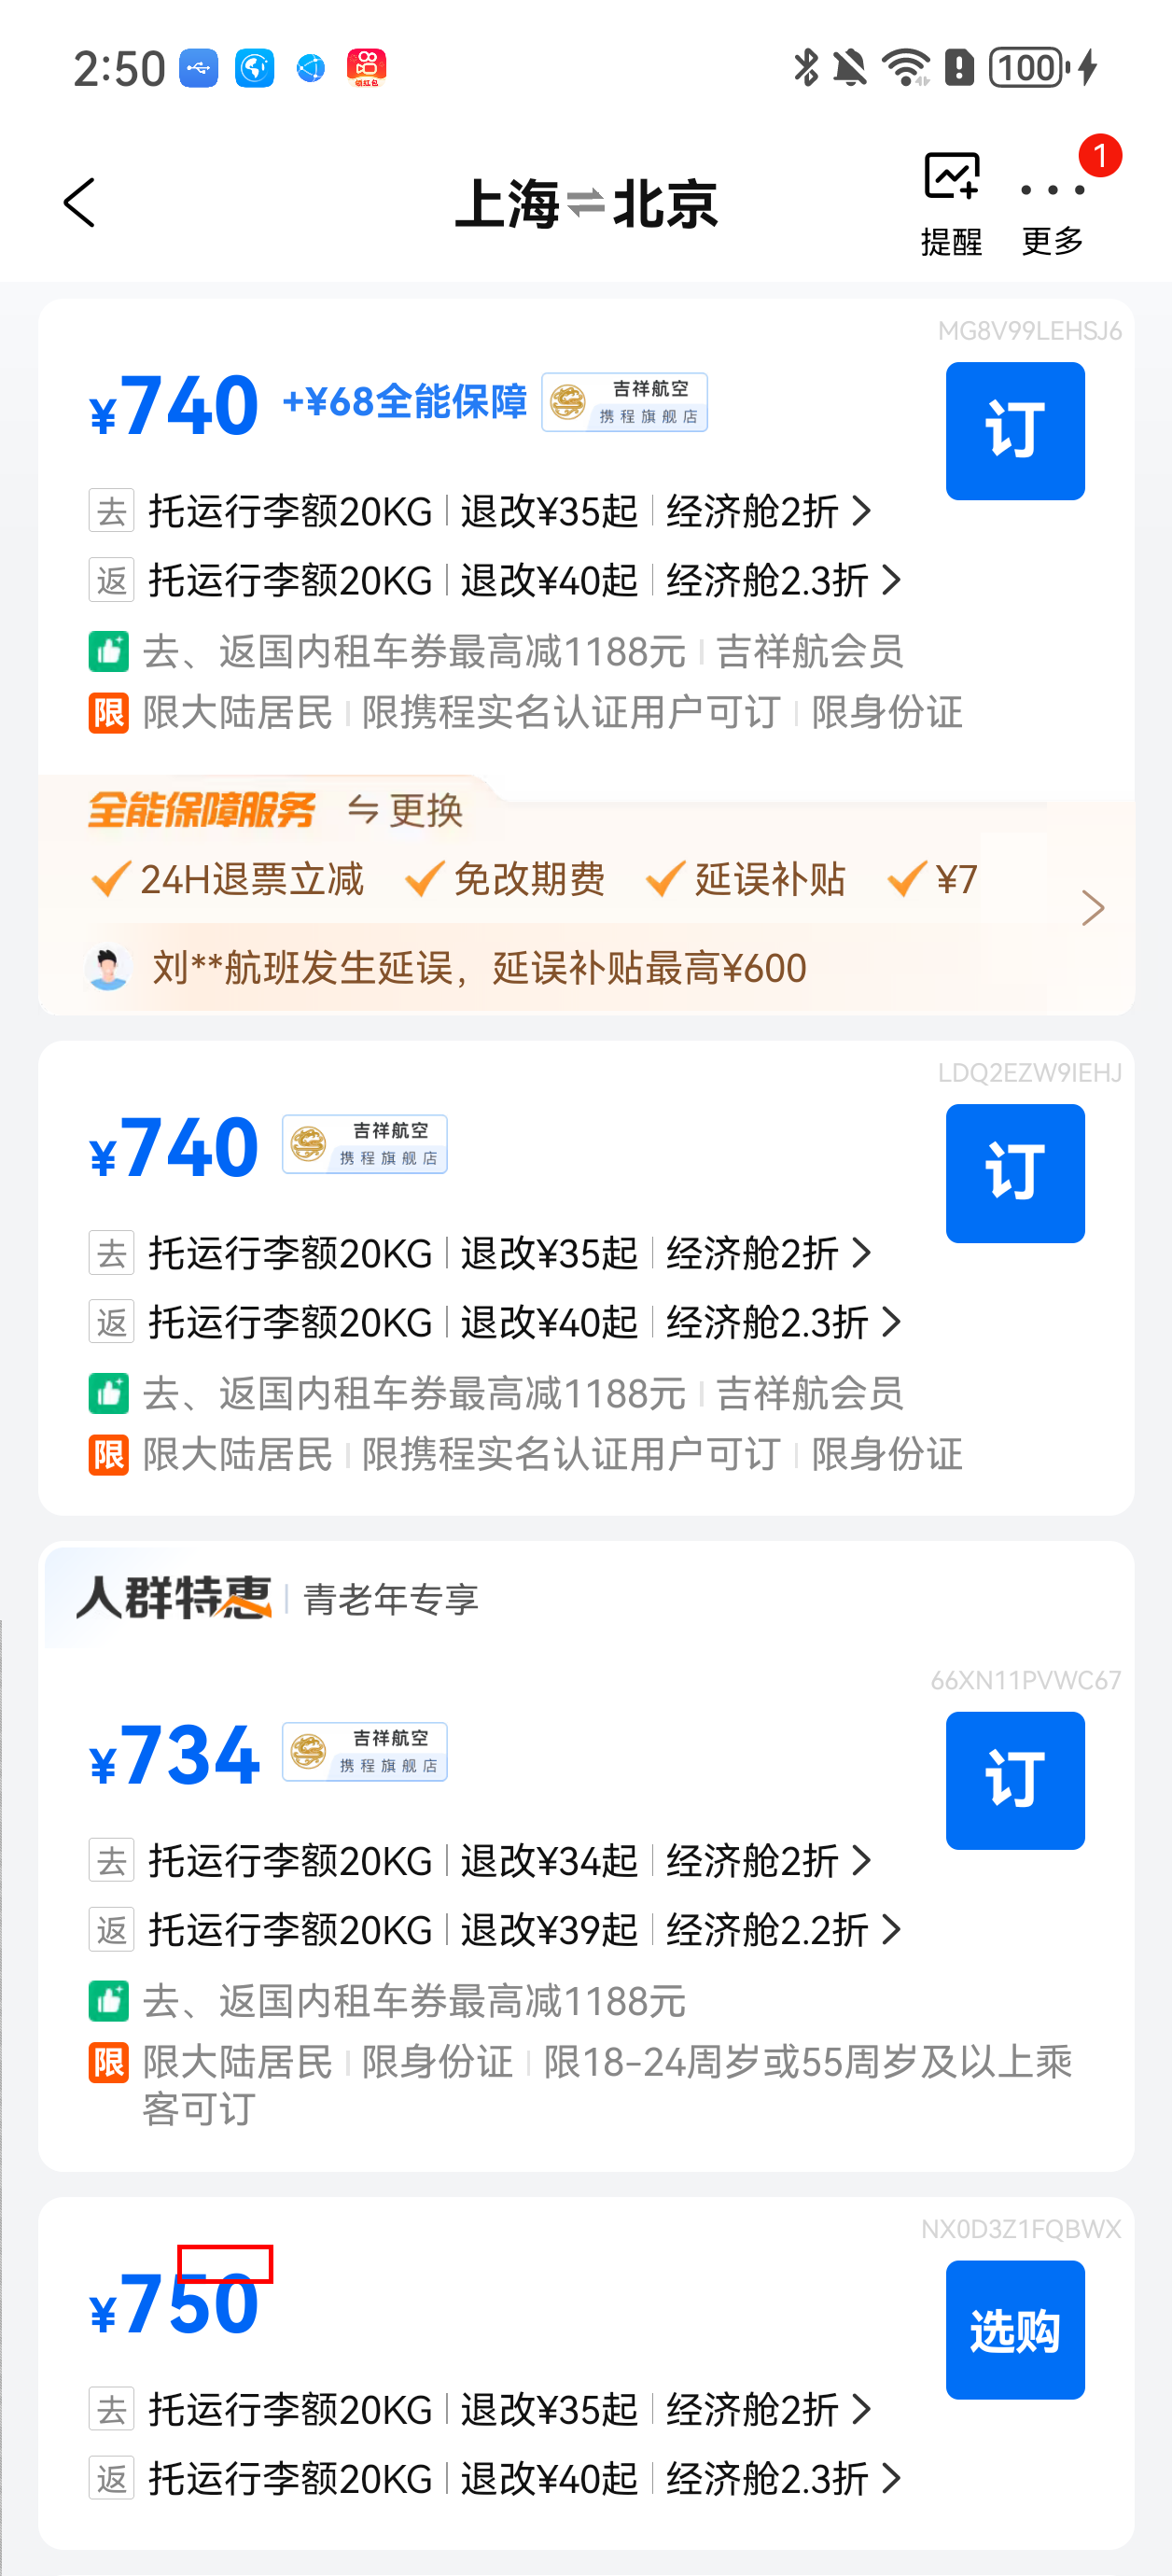 2:50
100
上海⇌北京
1
提醒 更多
MG8V99LEHSJ6
¥740 +¥68全能保障 吉祥航空 携程旗舰店
订
去 托运行李额20KG 退改¥35起 经济舱2折
返 托运行李额20KG 退改¥40起 经济舱2.3折
去、返国内租车券最高减1188元 吉祥航会员
限 限大陆居民 限携程实名认证用户可订 限身份证
全能保障服务 更换
24H退票立减 免改期费 延误补贴 ¥7
刘**航班发生延误，延误补贴最高¥600
LDQ2EZW9IEHJ
¥740 吉祥航空 携程旗舰店
订
去 托运行李额20KG 退改¥35起 经济舱2折
返 托运行李额20KG 退改¥40起 经济舱2.3折
去、返国内租车券最高减1188元 吉祥航会员
限 限大陆居民 限携程实名认证用户可订 限身份证
人群特惠 青老年专享
66XN11PVWC67
¥734 吉祥航空 携程旗舰店
订
去 托运行李额20KG 退改¥34起 经济舱2折
返 托运行李额20KG 退改¥39起 经济舱2.2折
去、返国内租车券最高减1188元
限 限大陆居民 限身份证 限18-24周岁或55周岁及以上乘
客可订
NX0D3Z1FQBWX
¥750
选购
去 托运行李额20KG 退改¥35起 经济舱2折
返 托运行李额20KG 退改¥40起 经济舱2.3折